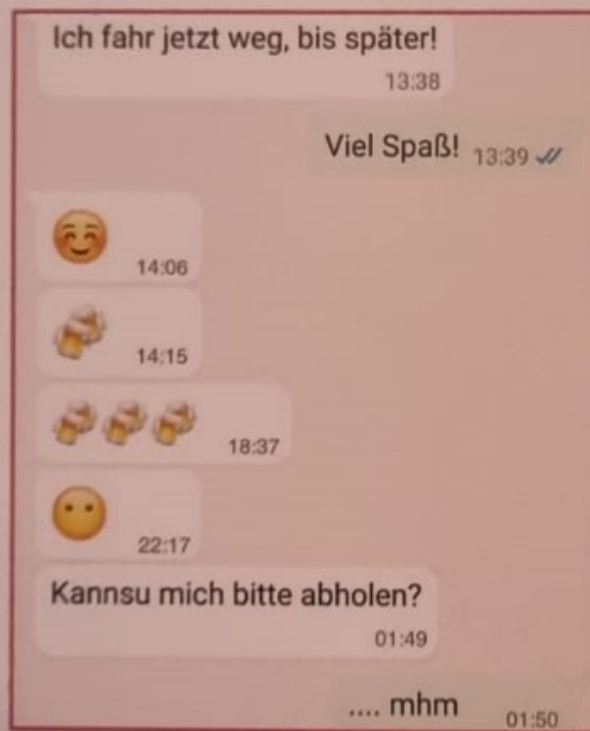 Ich fahr jetzt weg, bis später!
13:38
Viel Spaß! 13:39
14:06
14:15
18:37
22:17
Kannsu mich bitte abholen?
01:49
.... mhm 01:50